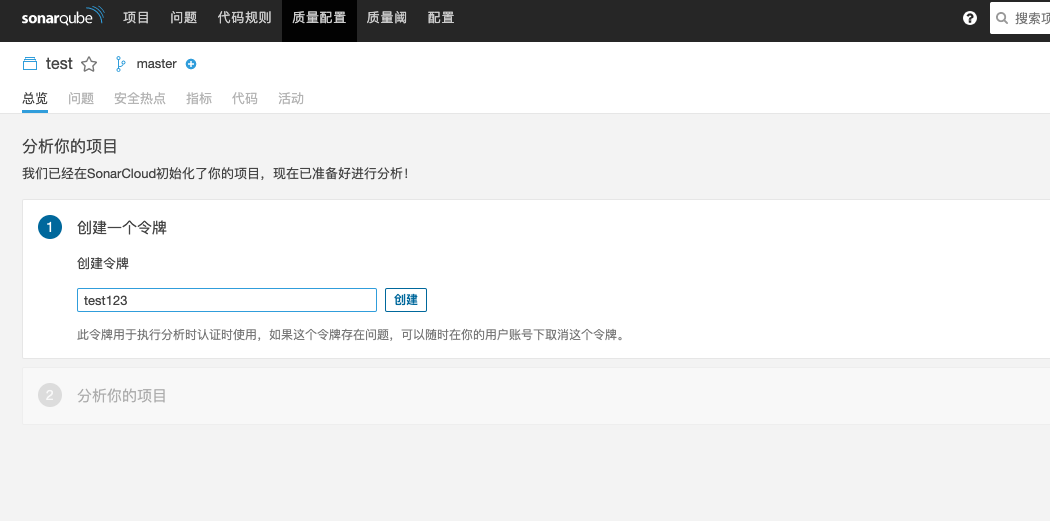 sonarqube 项目 问题 代码规则 质量配置 质量阈 配置 ? 搜索项
test master
总览 问题 安全热点 指标 代码 活动
分析你的项目
我们已经在SonarCloud初始化了你的项目，现在已准备好进行分析！
1 创建一个令牌
创建令牌
test123 创建
此令牌用于执行分析时认证时使用，如果这个令牌存在问题，可以随时在你的用户账号下取消这个令牌。
2 分析你的项目